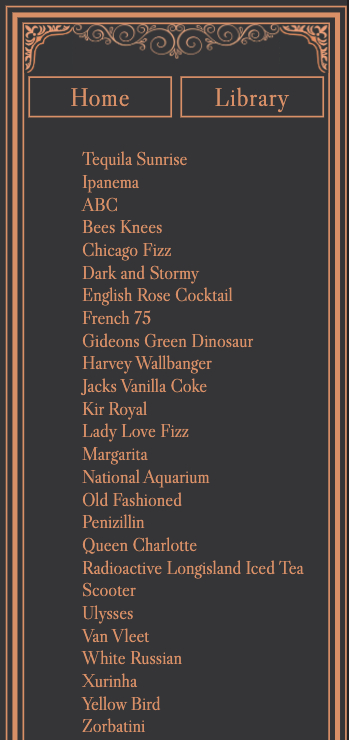 Home
Library
Tequila Sunrise
Ipanema
ABC
Bees Knees
Chicago Fizz
Dark and Stormy
English Rose Cocktail
French 75
Gideons Green Dinosaur
Harvey Wallbanger
Jacks Vanilla Coke
Kir Royal
Lady Love Fizz
Margarita
National Aquarium
Old Fashioned
Penizillin
Queen Charlotte
Radioactive Longisland Iced Tea
Scooter
Ulysses
Van Vleet
White Russian
Xurinha
Yellow Bird
Zorbatini